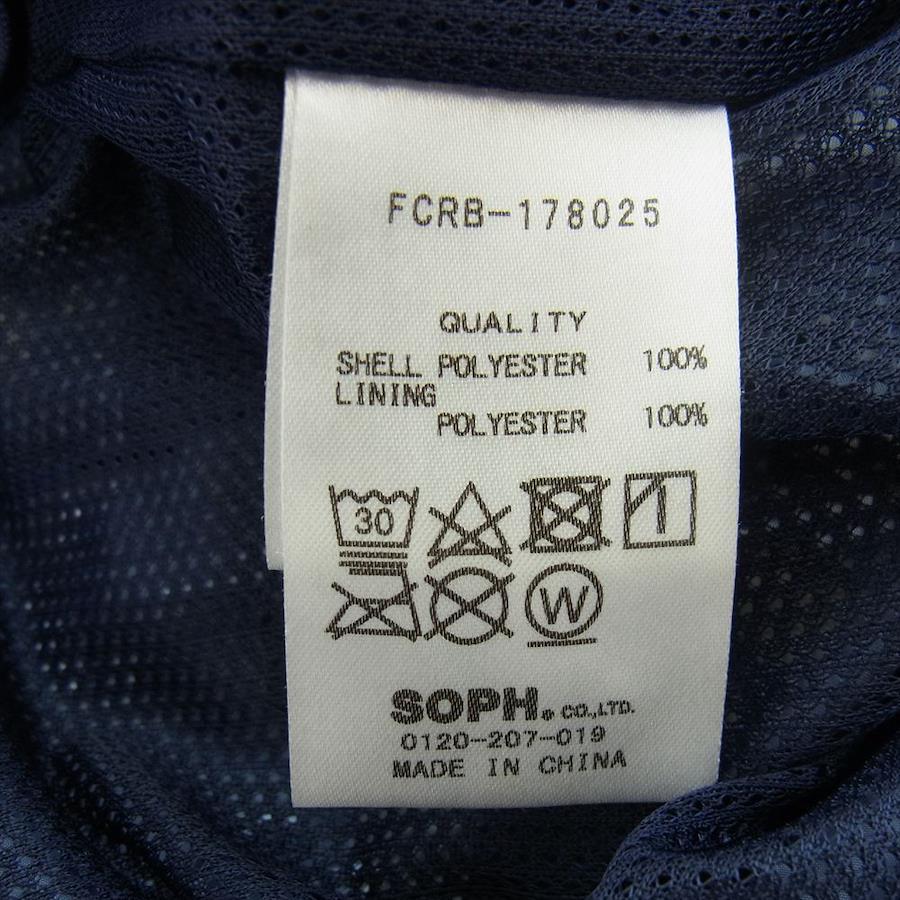 FCRB-178025
QUALITY
SHELL POLYESTER 100%
LINING
POLYESTER 100%
30
W
SOPH. CO.,LTD.
0120-207-019
MADE IN CHINA